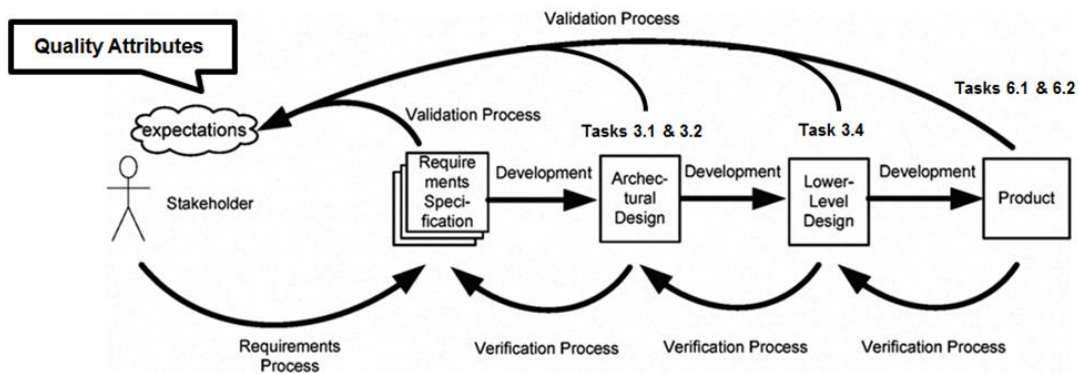 Validation Process
Quality Attributes
Tasks 6.1 & 6.2
expectations
Validation Process
Tasks 3.1 & 3.2
Task 3.4
Stakeholder
Require
ments
Speci-
fication
Development
Archec-
tural
Design
Development
Lower-
Level
Design
Development
Product
Requirements
Process
Verification Process
Verification Process
Verification Process